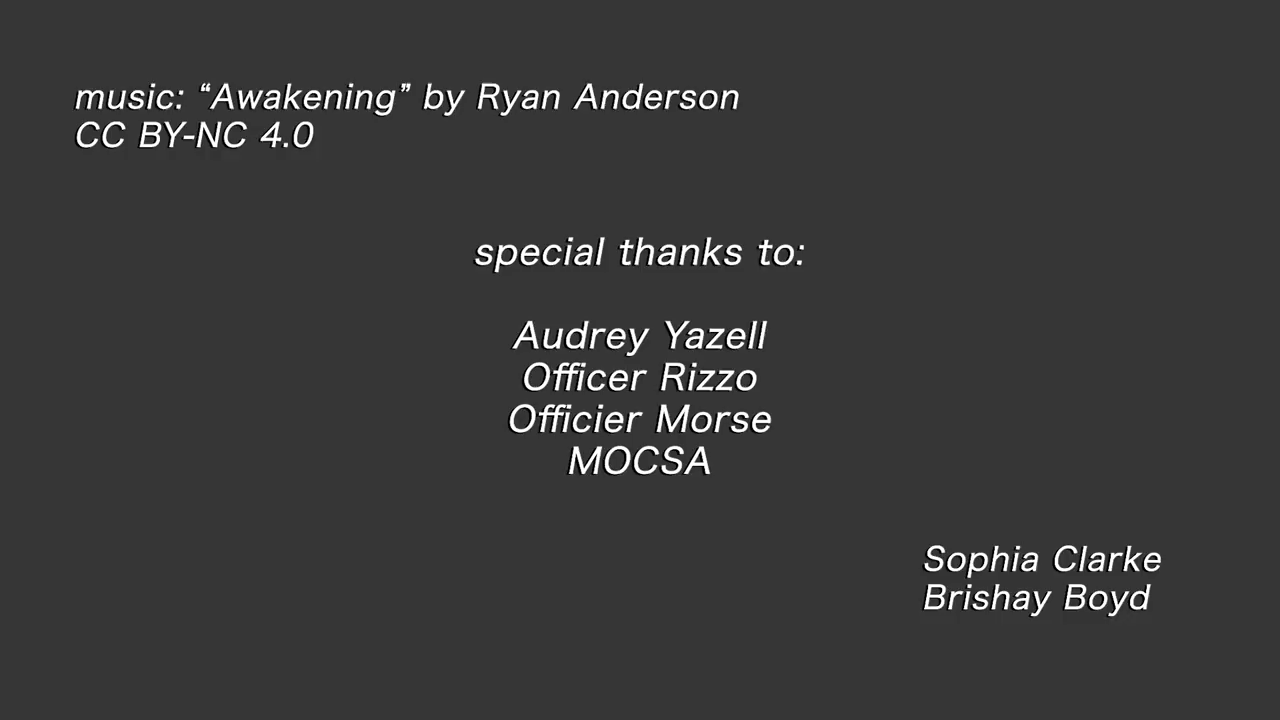 music: “Awakening” by Ryan Anderson
CC BY-NC 4.0
special thanks to:
Audrey Yazell
Officer Rizzo
Officier Morse
MOCSA
Sophia Clarke
Brishay Boyd